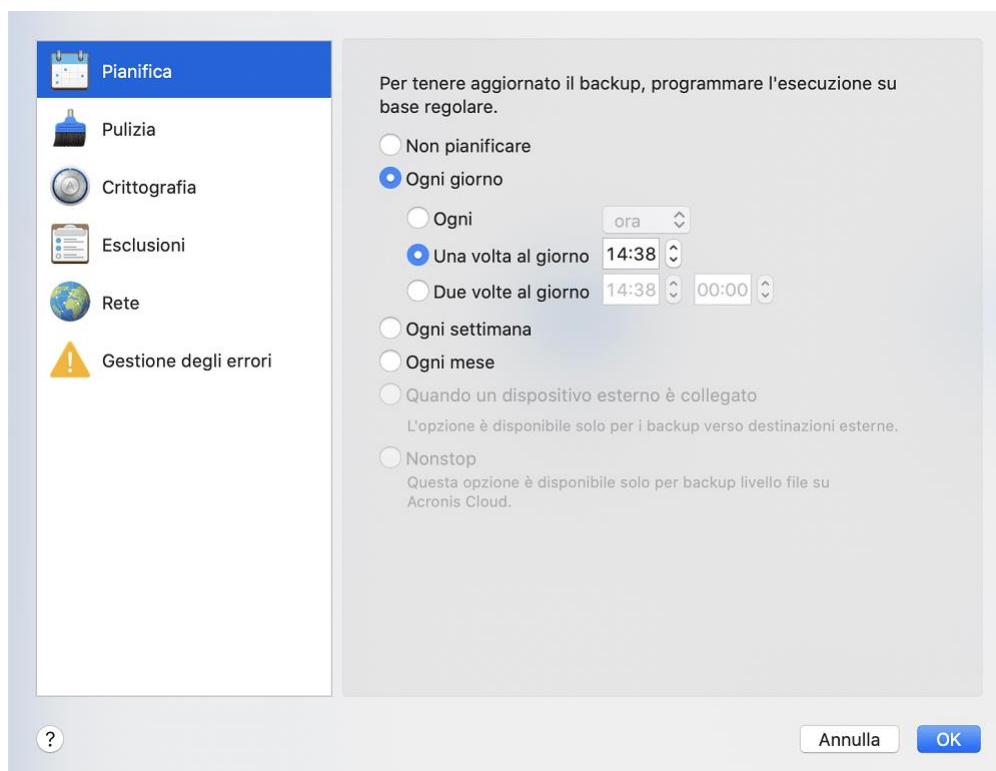 Pianifica
Pulizia
Crittografia
Esclusioni
Rete
Gestione degli errori
Per tenere aggiornato il backup, programmare l'esecuzione su
base regolare.
Non pianificare
Ogni giorno
Ogni ora
Una volta al giorno 14:38
Due volte al giorno 14:38 00:00
Ogni settimana
Ogni mese
Quando un dispositivo esterno è collegato
L'opzione è disponibile solo per i backup verso destinazioni esterne.
Nonstop
Questa opzione è disponibile solo per backup livello file su
Acronis Cloud.
? Annulla OK